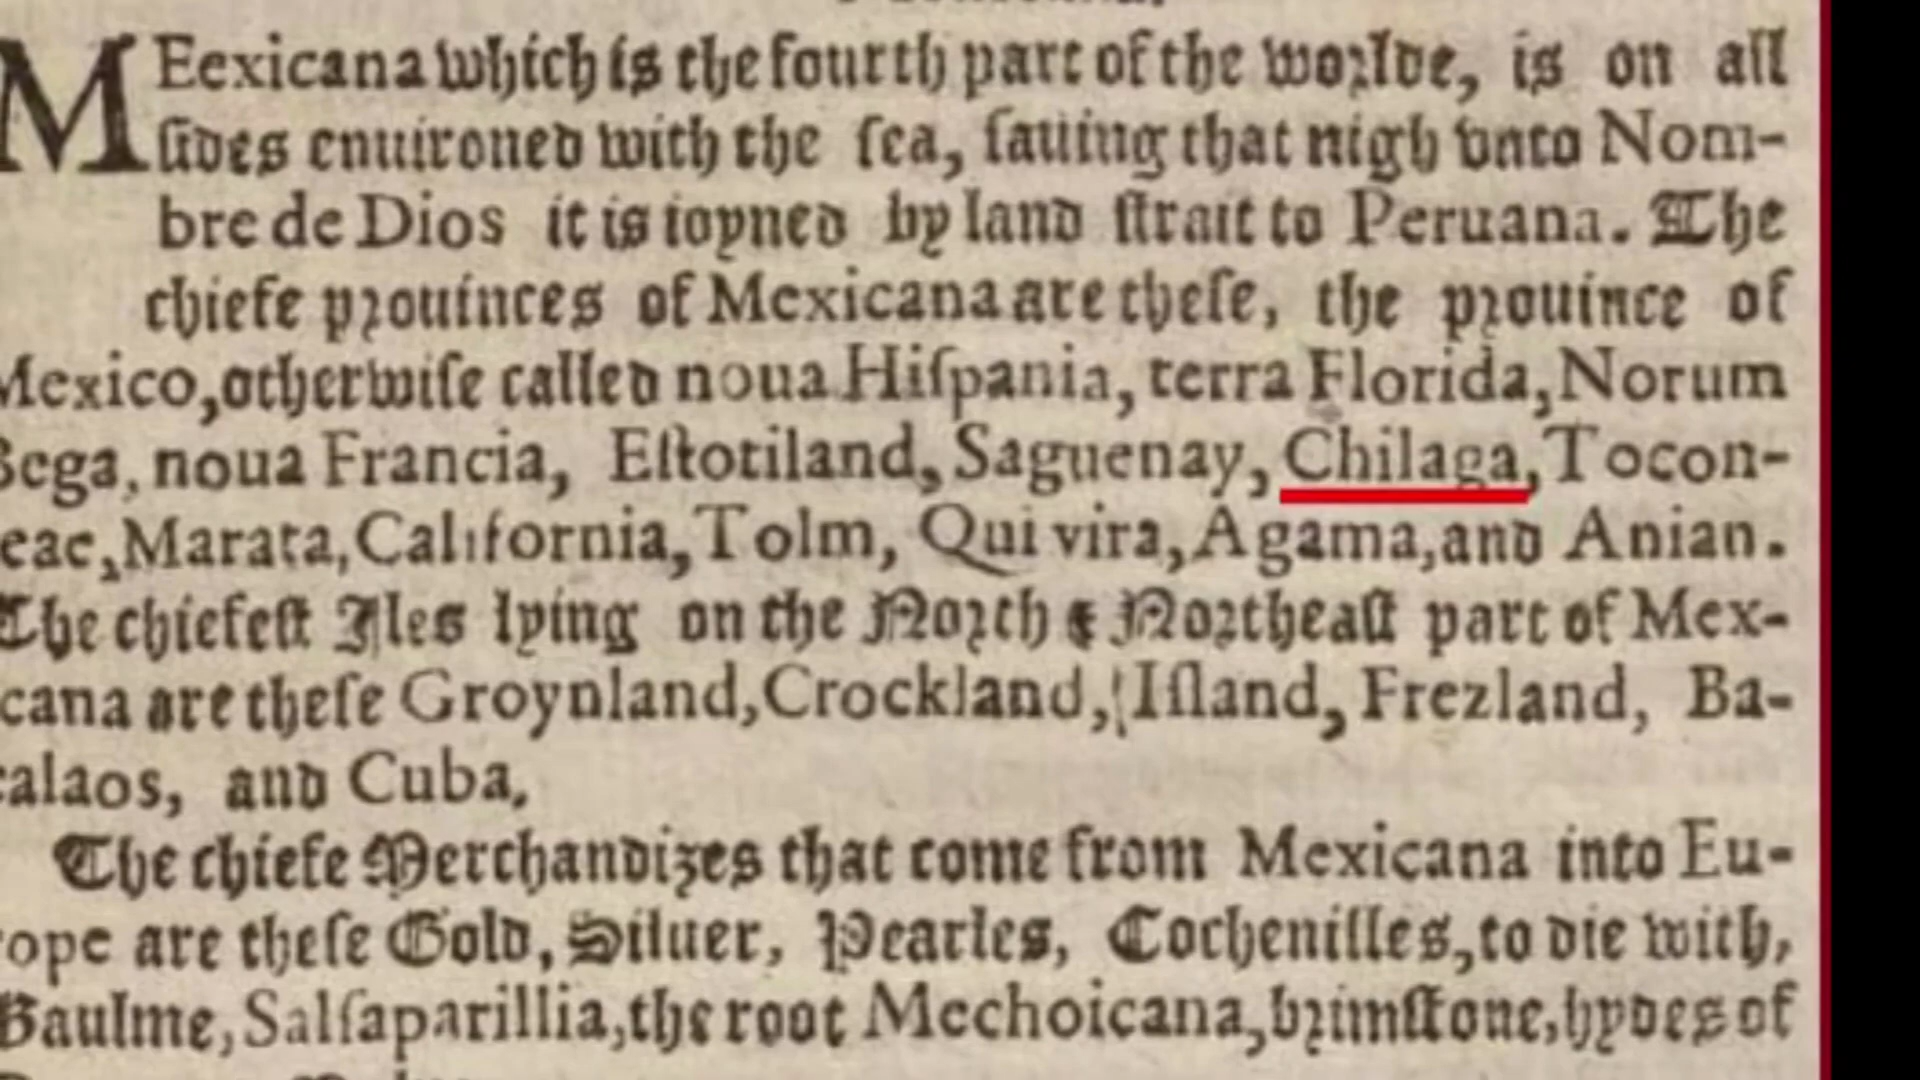 MEexicana which is the fourth part of the worlde, is on all
sides enuironed with the sea, sauing that nigh vnto Nom-
bre de Dios it is ioyned by land strait to Peruana. The
chiefe prouinces of Mexicana are these, the prouince of
Mexico, otherwise called noua Hispania, terra Florida, Norum
Bega, noua Francia, Estotiland, Saguenay, Chilaga, Tocon-
eac, Marata, California, Tolm, Qui vira, Agama, and Anian.
The chiefest Iles lying on the North & Northeast part of Mex-
cana are these Groynland, Crockland, Island, Frezland, Ba-
calaos, and Cuba,
The chiefe Merchandizes that come from Mexicana into Eu-
rope are these Gold, Siluer, Pearles, Cochenilles, to die with,
Baulme, Salsaparillia, the root Mechoicana, brimstone, hydes of